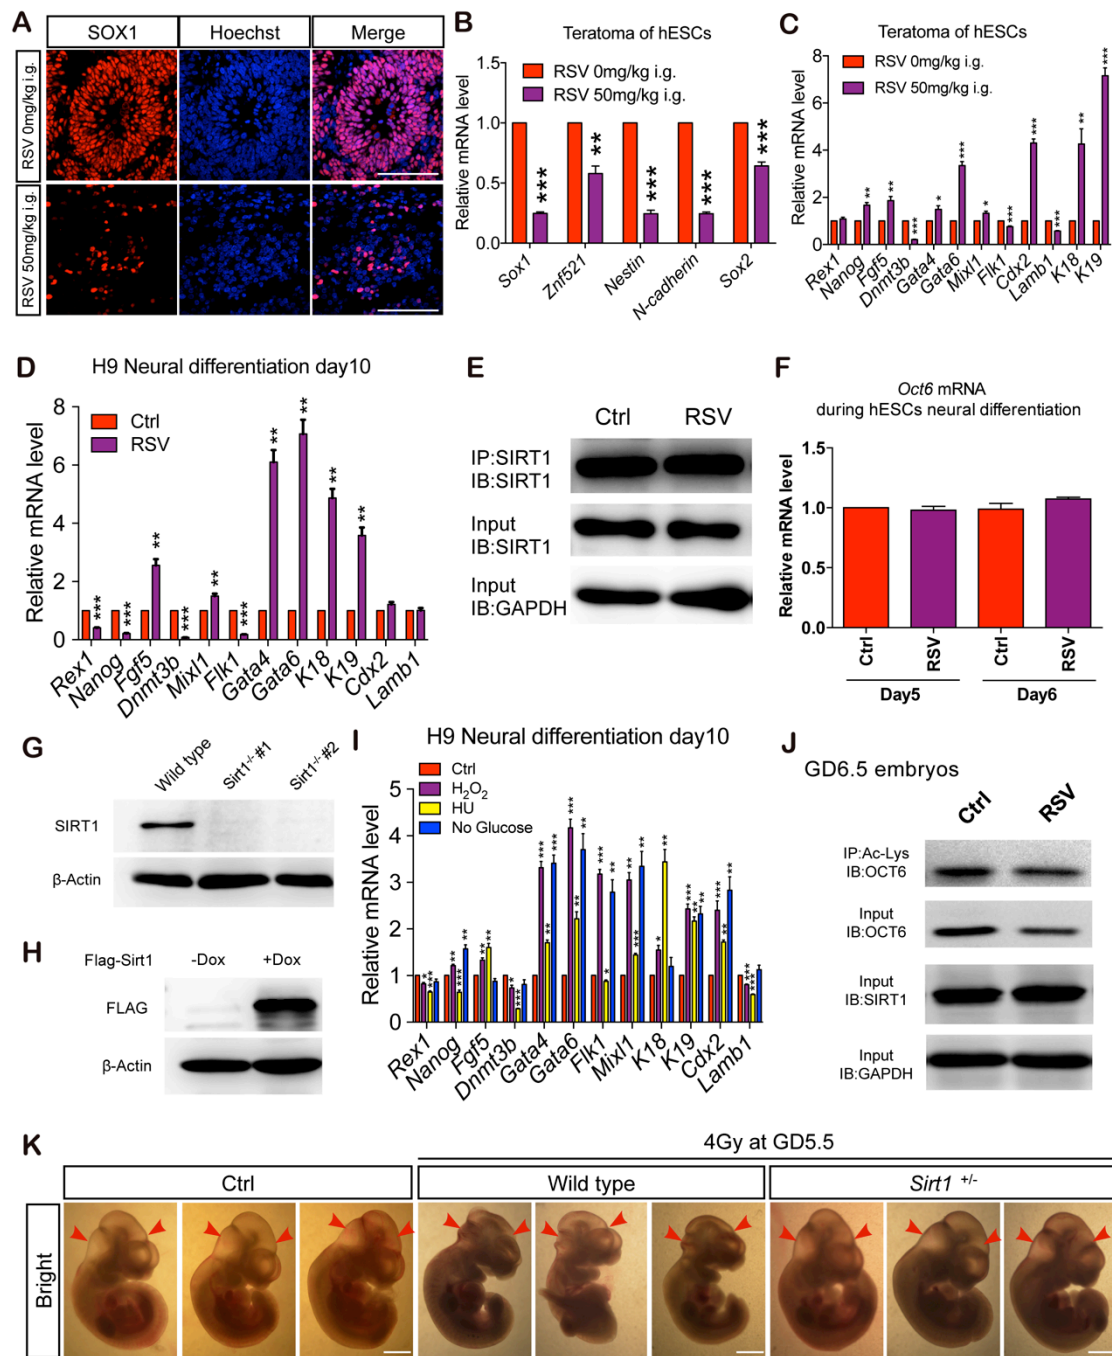 A
SOX1
Hoechst
Merge
RSV 0mg/kg i.g.
RSV 50mg/kg i.g.
B
Teratoma of hESCs
RSV 0mg/kg i.g.
RSV 50mg/kg i.g.
Relative mRNA level
1.5
1.0
0.5
0.0
***
**
***
***
***
Sox1
Znf521
Nestin
N-cadherin
Sox2
C
Teratoma of hESCs
RSV 0mg/kg i.g.
RSV 50mg/kg i.g.
Relative mRNA level
8
6
4
2
0
**
**
***
*
***
*
***
***
***
**
***
Rex1
Nanog
Fgf5
Dnmt3b
Gata4
Gata6
Mixl1
Flk1
Cdx2
Lamb1
K18
K19
D
H9 Neural differentiation day10
Ctrl
RSV
Relative mRNA level
8
6
4
2
0
***
***
**
***
**
***
**
**
**
**
Rex1
Nanog
Fgf5
Dnmt3b
Mixl1
Flk1
Gata4
Gata6
K18
K19
Cdx2
Lamb1
E
Ctrl
RSV
IP:SIRT1
IB:SIRT1
Input
IB:SIRT1
Input
IB:GAPDH
F
Oct6 mRNA
during hESCs neural differentiation
Relative mRNA level
1.5
1.0
0.5
0.0
Ctrl
RSV
Ctrl
RSV
Day5
Day6
G
Wild type
Sirt1-/-#1
Sirt1-/-#2
SIRT1
β-Actin
H
Flag-Sirt1
-Dox
+Dox
FLAG
β-Actin
I
H9 Neural differentiation day10
Ctrl
H2O2
HU
No Glucose
Relative mRNA level
5
4
3
2
1
0
*
***
**
***
**
**
**
*
***
***
**
***
***
**
**
***
*
**
**
***
**
*
**
***
**
**
***
**
**
***
***
Rex1
Nanog
Fgf5
Dnmt3b
Gata4
Gata6
Flk1
Mixl1
K18
K19
Cdx2
Lamb1
J
GD6.5 embryos
Ctrl
RSV
IP:Ac-Lys
IB:OCT6
Input
IB:OCT6
Input
IB:SIRT1
Input
IB:GAPDH
K
4Gy at GD5.5
Ctrl
Wild type
Sirt1 +/-
Bright